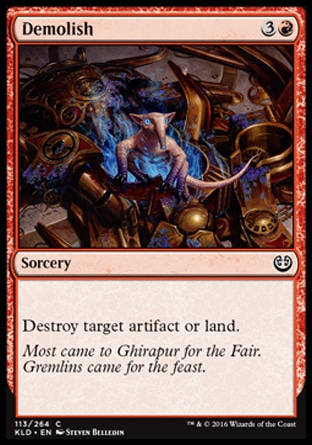 Demolish 3
Sorcery
Destroy target artifact or land.
Most came to Ghirapur for the Fair.
Gremlins came for the feast.
113/264 C
KLD • EN Steven Belledin
™ & © 2016 Wizards of the Coast